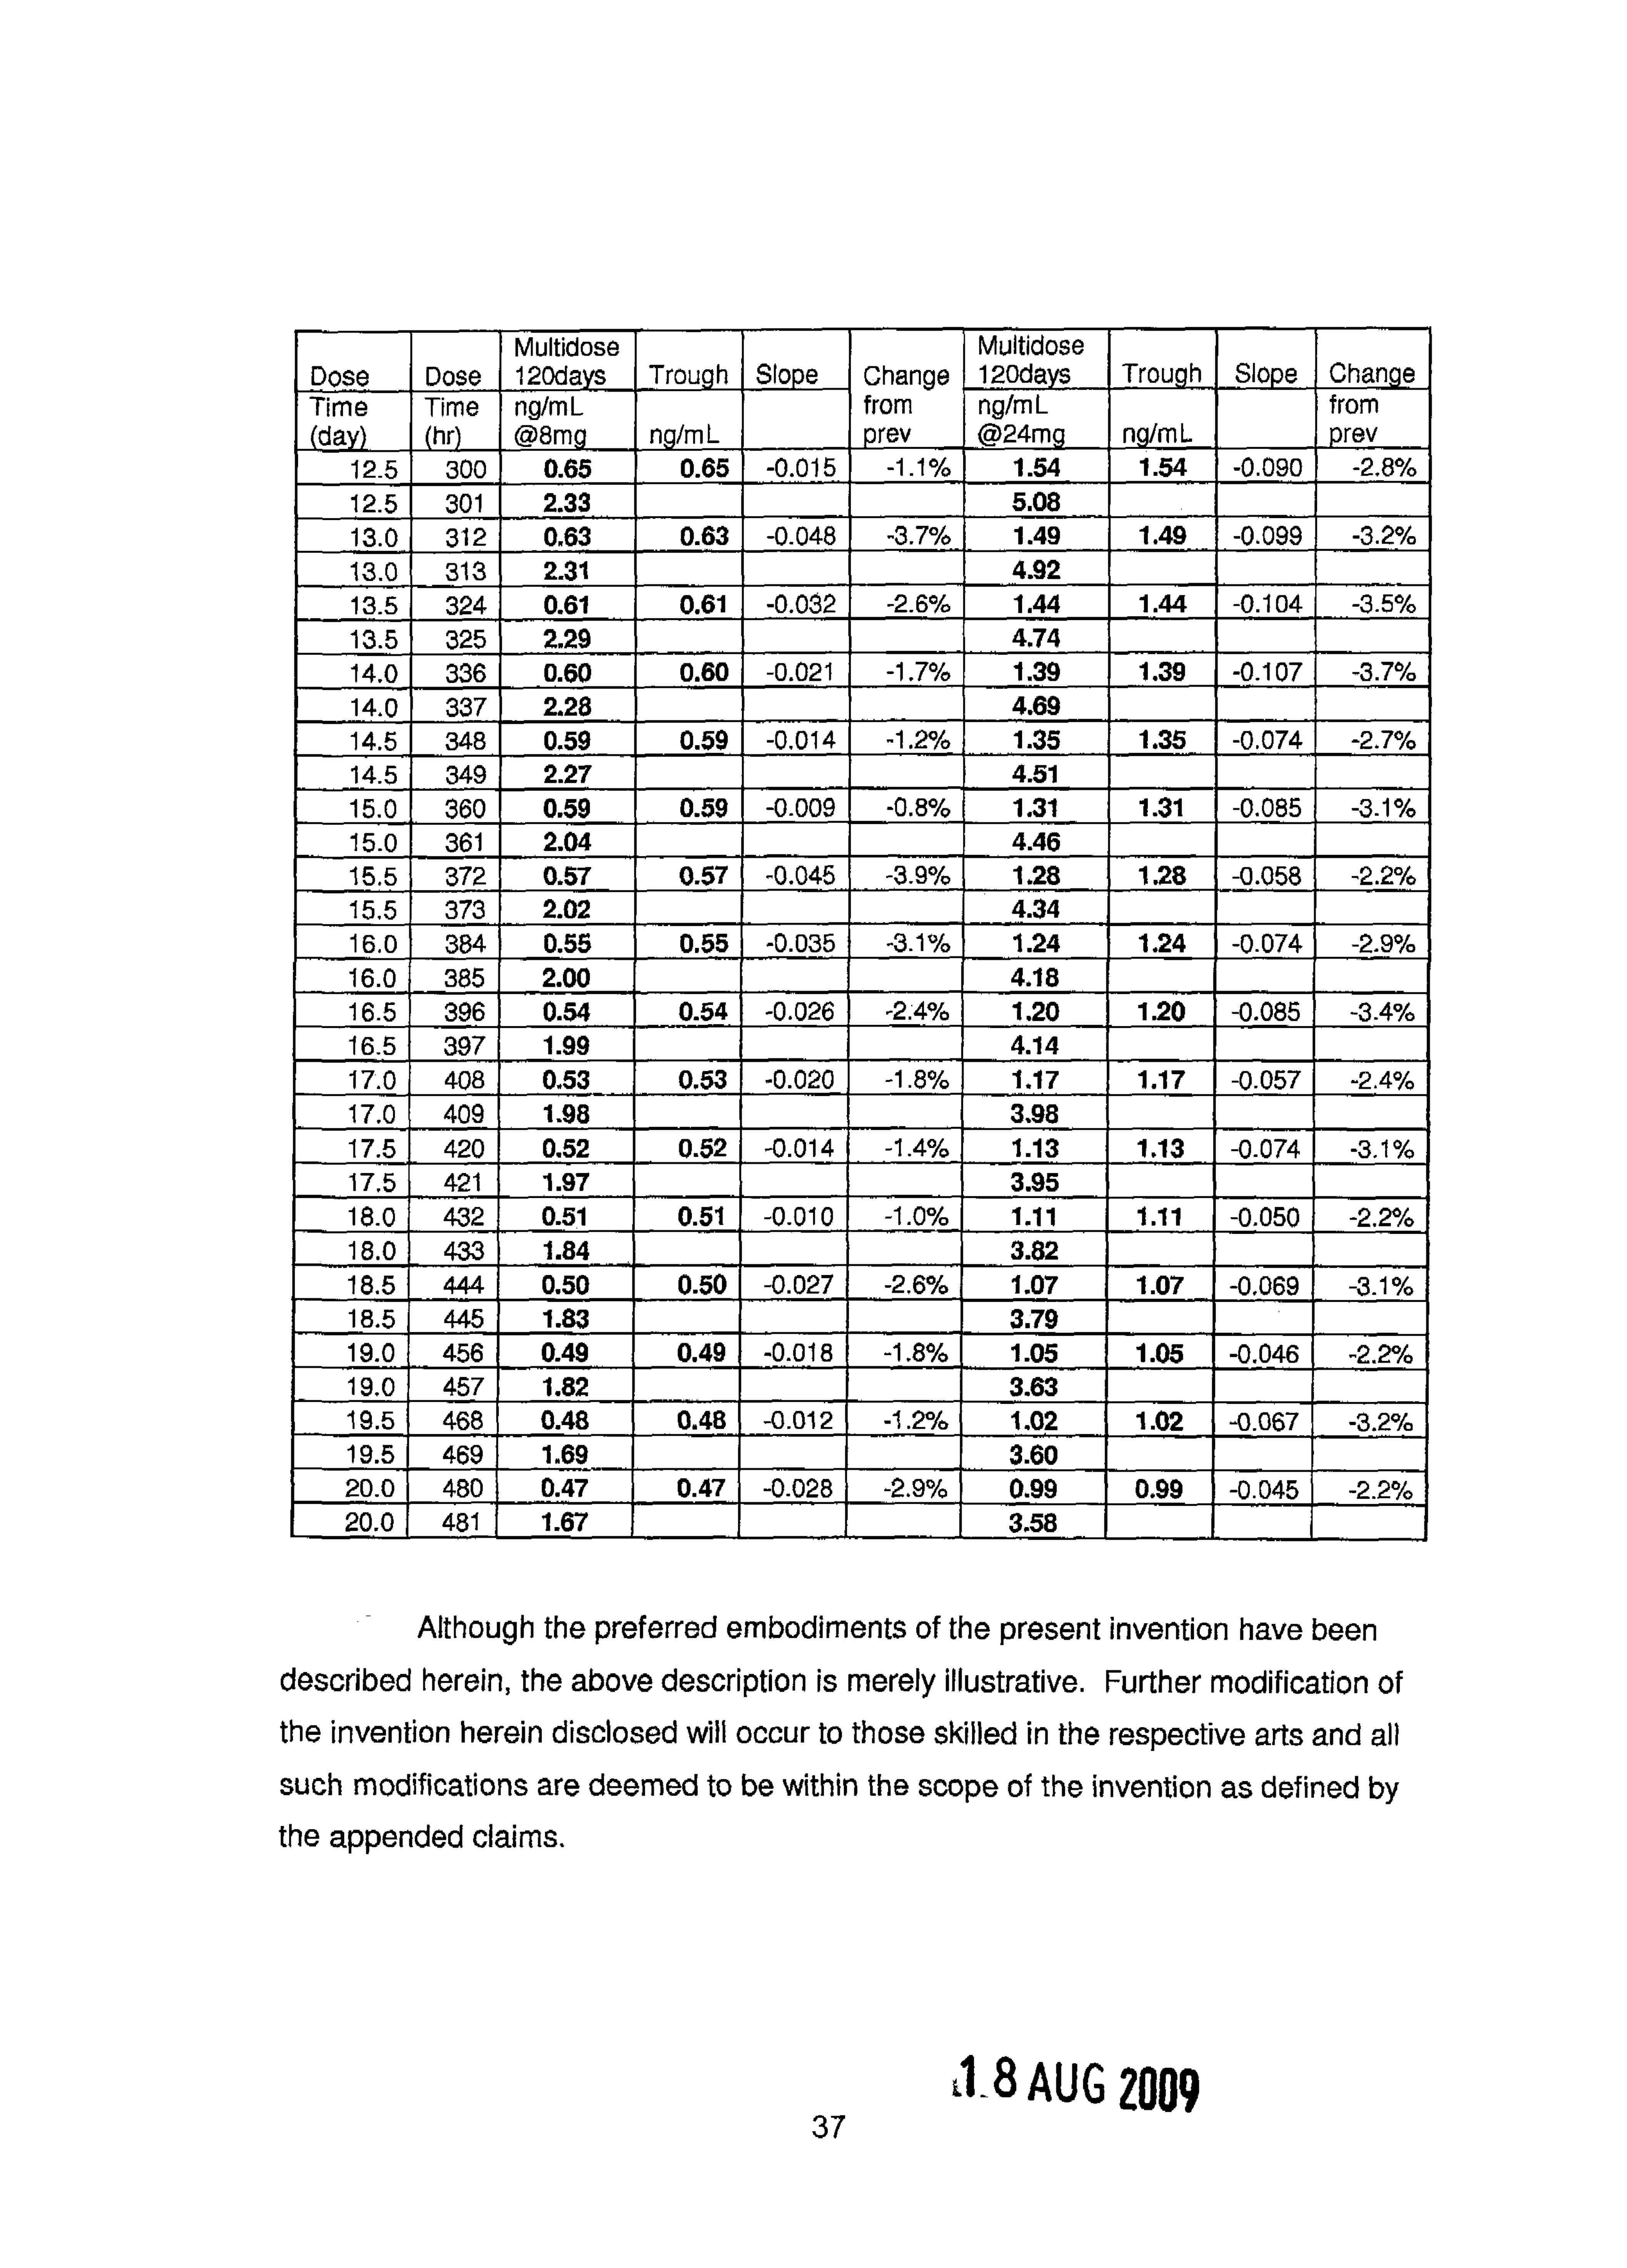 Multidose Multidose
Dose Dose 120days Trough Slope Change 120days Trough Slope Change
Time Time ng/mL from ng/mL from
(day) (hr) @8mg ng/mL prev @24mg ng/mL prev
12.5 300 0.65 0.65 -0.015 -1.1% 1.54 1.54 -0.090 -2.8%
12.5 301 2.33 5.08
13.0 312 0.63 0.63 -0.048 -3.7% 1.49 1.49 -0.099 -3.2%
13.0 313 2.31 4.92
13.5 324 0.61 0.61 -0.032 -2.6% 1.44 1.44 -0.104 -3.5%
13.5 325 2.29 4.74
14.0 336 0.60 0.60 -0.021 -1.7% 1.39 1.39 -0.107 -3.7%
14.0 337 2.28 4.69
14.5 348 0.59 0.59 -0.014 -1.2% 1.35 1.35 -0.074 -2.7%
14.5 349 2.27 4.51
15.0 360 0.59 0.59 -0.009 -0.8% 1.31 1.31 -0.085 -3.1%
15.0 361 2.04 4.46
15.5 372 0.57 0.57 -0.045 -3.9% 1.28 1.28 -0.058 -2.2%
15.5 373 2.02 4.34
16.0 384 0.55 0.55 -0.035 -3.1% 1.24 1.24 -0.074 -2.9%
16.0 385 2.00 4.18
16.5 396 0.54 0.54 -0.026 -2.4% 1.20 1.20 -0.085 -3.4%
16.5 397 1.99 4.14
17.0 408 0.53 0.53 -0.020 -1.8% 1.17 1.17 -0.057 -2.4%
17.0 409 1.98 3.98
17.5 420 0.52 0.52 -0.014 -1.4% 1.13 1.13 -0.074 -3.1%
17.5 421 1.97 3.95
18.0 432 0.51 0.51 -0.010 -1.0% 1.11 1.11 -0.050 -2.2%
18.0 433 1.84 3.82
18.5 444 0.50 0.50 -0.027 -2.6% 1.07 1.07 -0.069 -3.1%
18.5 445 1.83 3.79
19.0 456 0.49 0.49 -0.018 -1.8% 1.05 1.05 -0.046 -2.2%
19.0 457 1.82 3.63
19.5 468 0.48 0.48 -0.012 -1.2% 1.02 1.02 -0.067 -3.2%
19.5 469 1.69 3.60
20.0 480 0.47 0.47 -0.028 -2.9% 0.99 0.99 -0.045 -2.2%
20.0 481 1.67 3.58
Although the preferred embodiments of the present invention have been
described herein, the above description is merely illustrative. Further modification of
the invention herein disclosed will occur to those skilled in the respective arts and all
such modifications are deemed to be within the scope of the invention as defined by
the appended claims.
18 AUG 2009
37